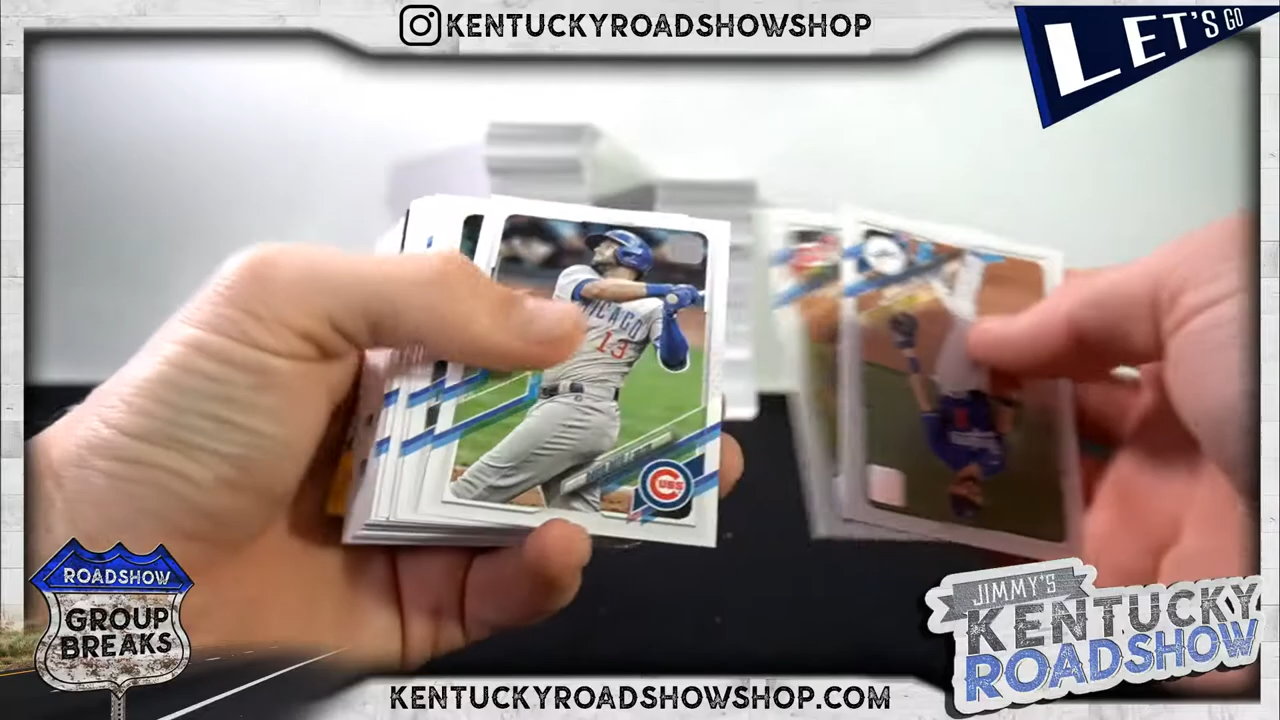 KENTUCKYROADSHOWSHOP
LET'S GO
CHICAGO
13
CUBS
ROADSHOW
GROUP
BREAKS
JIMMY'S
KENTUCKY
ROADSHOW
KENTUCKYROADSHOWSHOP.COM